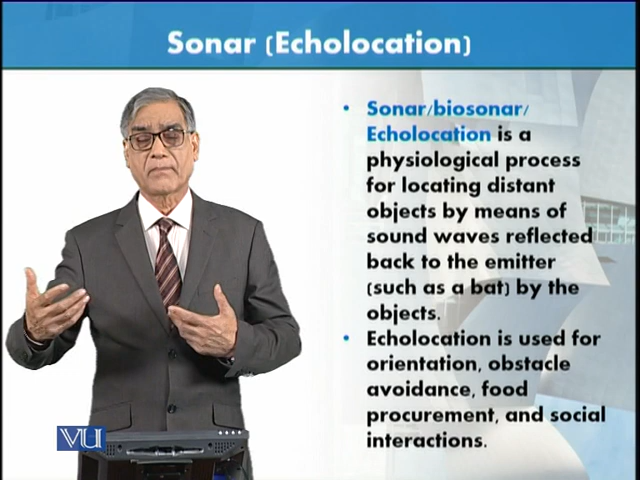 Sonar (Echolocation)
• Sonar/biosonar/
Echolocation is a
physiological process
for locating distant
objects by means of
sound waves reflected
back to the emitter
(such as a bat) by the
objects.
• Echolocation is used for
orientation, obstacle
avoidance, food
procurement, and social
interactions.
VU